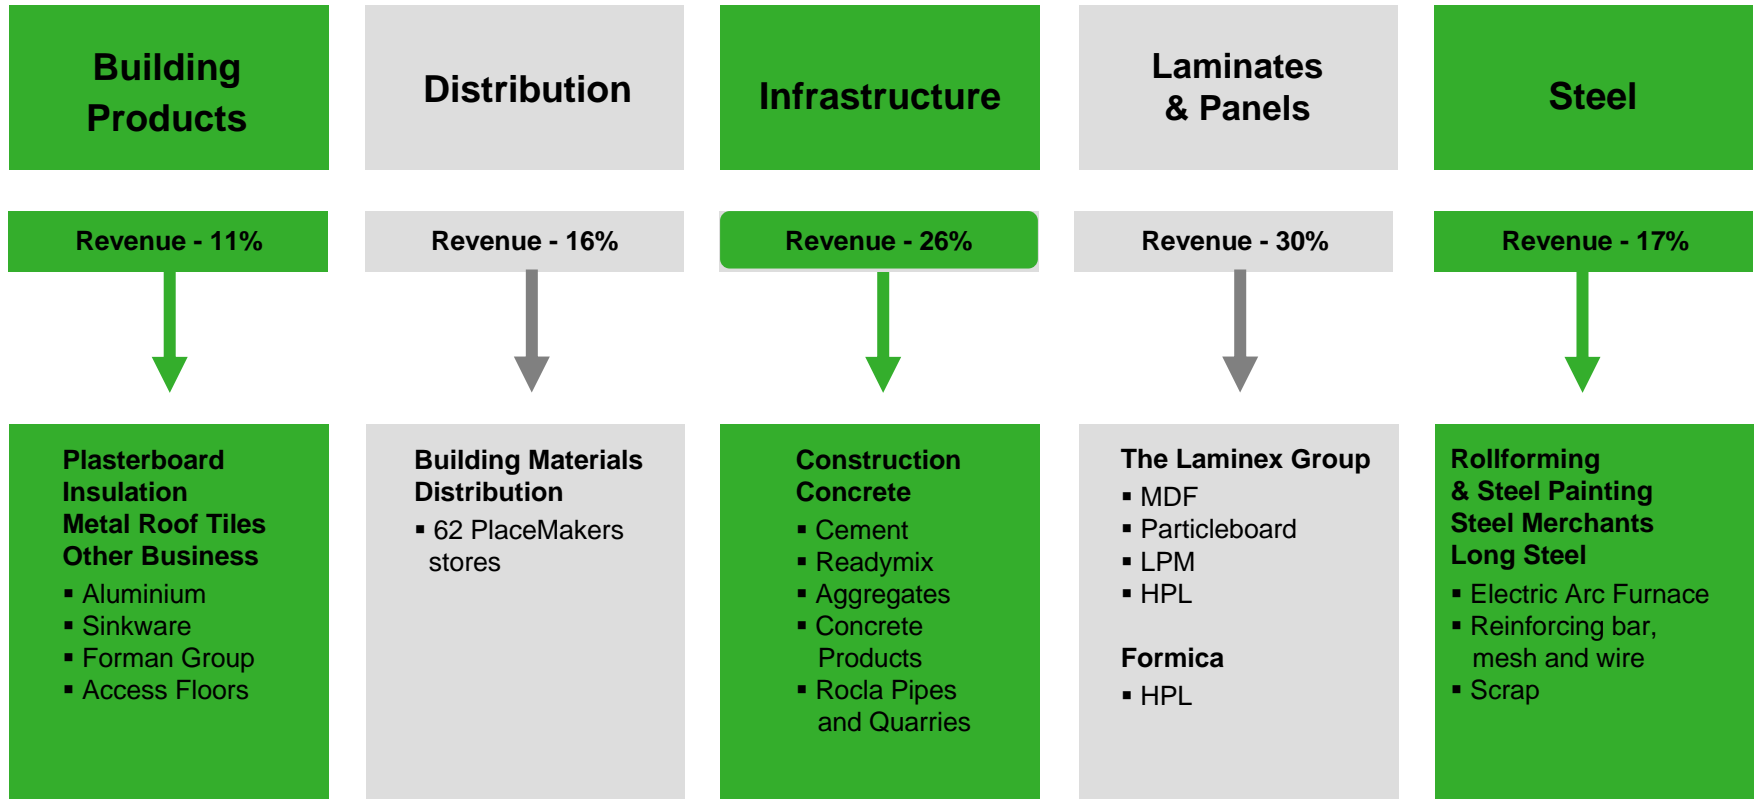 Building
Products
Distribution
Infrastructure
Laminates
& Panels
Steel
Revenue - 11%
Revenue - 16%
Revenue - 26%
Revenue - 30%
Revenue - 17%
Plasterboard
Insulation
Metal Roof Tiles
Other Business
▪ Aluminium
▪ Sinkware
▪ Forman Group
▪ Access Floors
Building Materials
Distribution
▪ 62 PlaceMakers
stores
Construction
Concrete
▪ Cement
▪ Readymix
▪ Aggregates
▪ Concrete
Products
▪ Rocla Pipes
and Quarries
The Laminex Group
▪ MDF
▪ Particleboard
▪ LPM
▪ HPL
Formica
▪ HPL
Rollforming
& Steel Painting
Steel Merchants
Long Steel
▪ Electric Arc Furnace
▪ Reinforcing bar,
mesh and wire
▪ Scrap